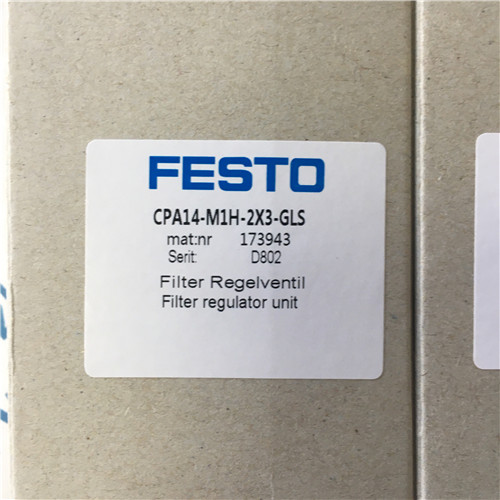 FESTO
CPA14-M1H-2X3-GLS
mat:nr 173943
Serit: D802
Filter Regelventil
Filter regulator unit